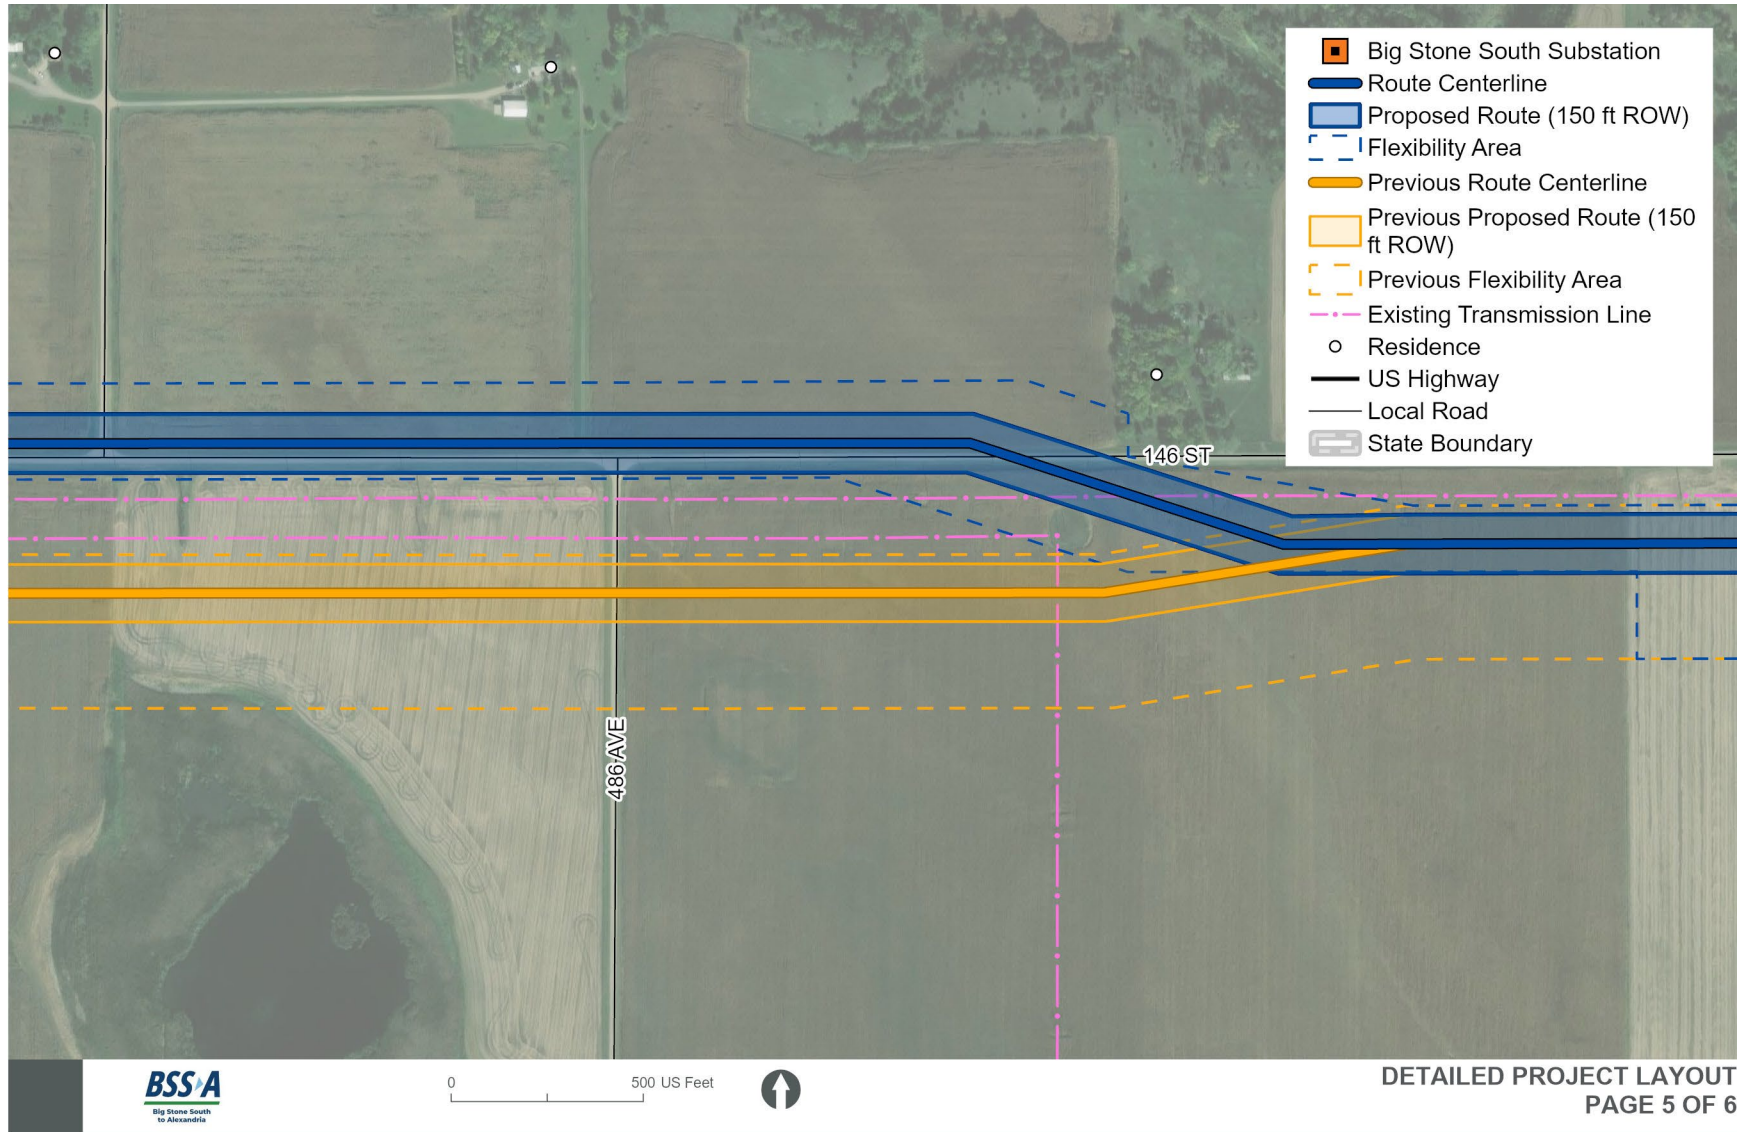 Big Stone South Substation
Route Centerline
Proposed Route (150 ft ROW)
Flexibility Area
Previous Route Centerline
Previous Proposed Route (150
ft ROW)
Previous Flexibility Area
Existing Transmission Line
Residence
US Highway
Local Road
State Boundary
146 ST
486 AVE
BSS A
Big Stone South
to Alexandria
0 500 US Feet
DETAILED PROJECT LAYOUT
PAGE 5 OF 6